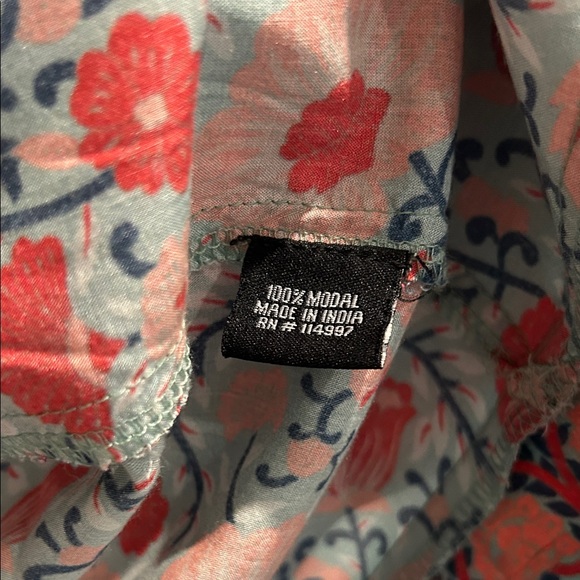 100% MODAL
MADE IN INDIA
RN # 114997